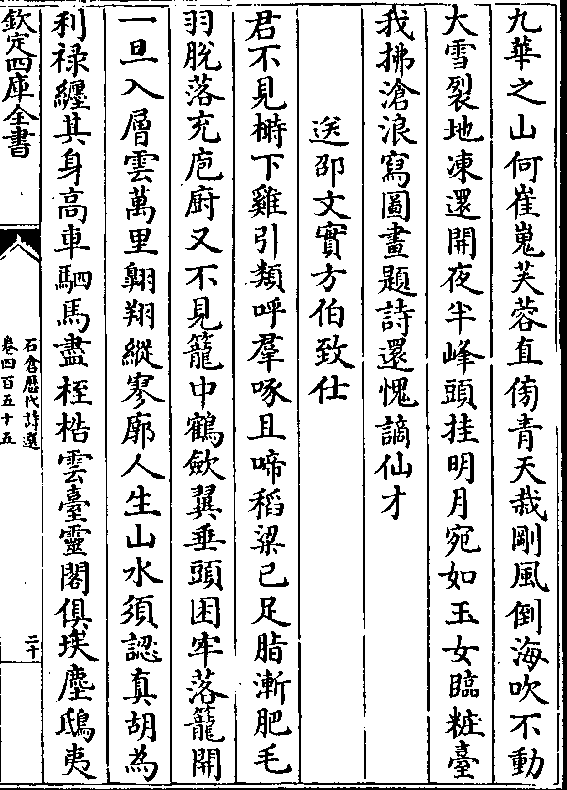 九華之山何崔嵬芙蓉直傍青天栽剛風倒海吹不動
大雪裂地凍還開夜半峰頭挂明月宛如玉女臨粧臺
我拂滄浪寫圖畫題詩還愧謫仙才
送邵文實方伯致仕
君不見塒下雞引類呼羣啄且啼稻粱已足脂漸肥毛
羽脫落充庖厨又不見籠中鶴斂翼垂頭困牢落籠開
一旦入層雲萬里翱翔縱寥廓人生山水須認真胡為
利祿纒其身高車駟馬盡桎梏雲臺靈閣俱埃塵鴟夷
欽定四庫全書
石倉歷代詩選
卷四百五十五
二十